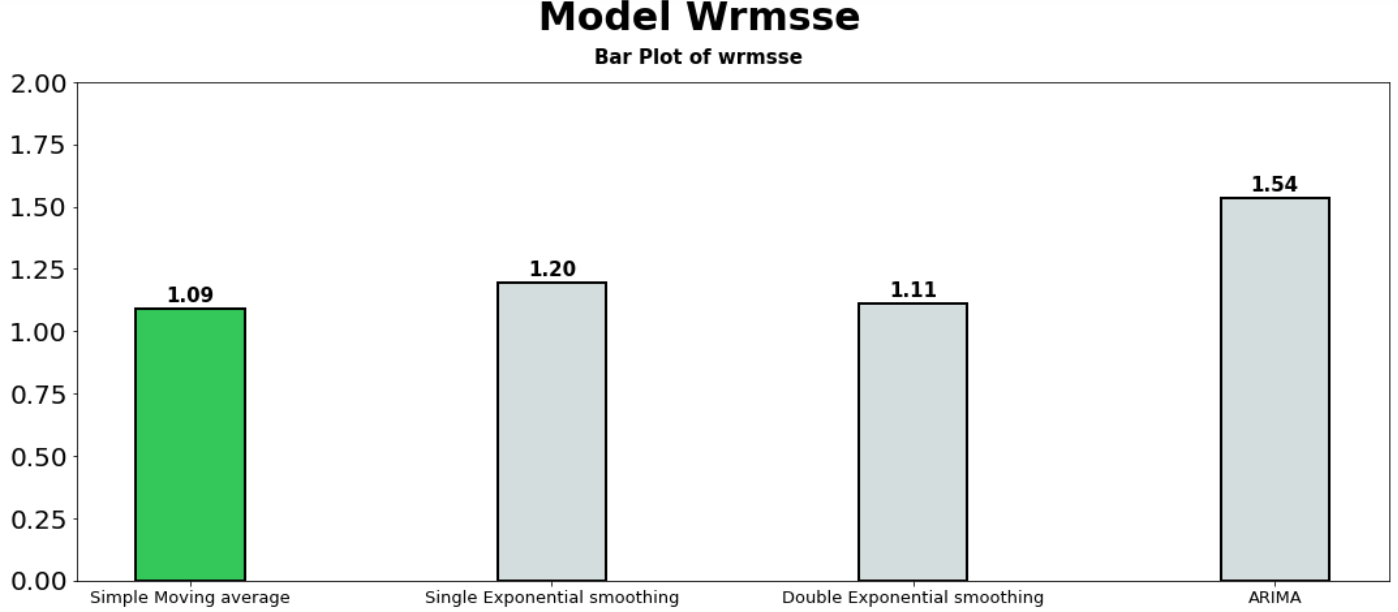 Model Wrmsse
Bar Plot of wrmsse
2.00
1.75
1.50
1.25
1.00
0.75
0.50
0.25
0.00
1.09
1.20
1.11
1.54
Simple Moving average
Single Exponential smoothing
Double Exponential smoothing
ARIMA